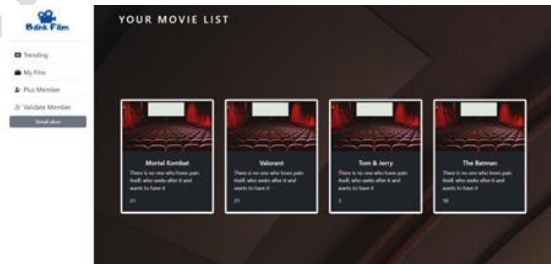 Bank Film
YOUR MOVIE LIST
Trending
My Film
Plus Member
Validate Member
Mortal Kombat
There is no one who loves pain
itself, who seeks after it and
wants to have it
21
Valorant
There is no one who loves pain
itself, who seeks after it and
wants to have it
21
Tom & Jerry
There is no one who loves pain
itself, who seeks after it and
wants to have it
The Batman
There is no one who loves pain
itself, who seeks after it and
wants to have it